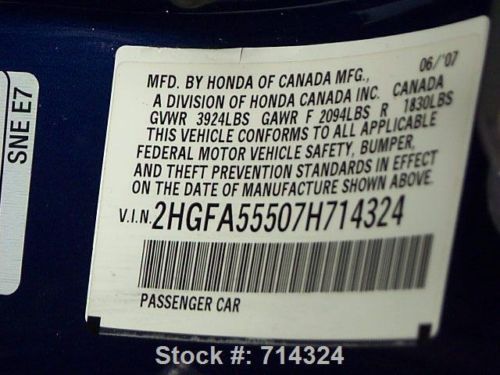 SNE E7
06/'07
MFD. BY HONDA OF CANADA MFG.,
A DIVISION OF HONDA CANADA INC. CANADA
GVWR 3924LBS GAWR F 2094LBS R 1830LBS
THIS VEHICLE CONFORMS TO ALL APPLICABLE
FEDERAL MOTOR VEHICLE SAFETY, BUMPER,
AND THEFT PREVENTION STANDARDS IN EFFECT
ON THE DATE OF MANUFACTURE SHOWN ABOVE.
V.I.N. 2HGFA55507H714324
PASSENGER CAR
Stock #: 714324